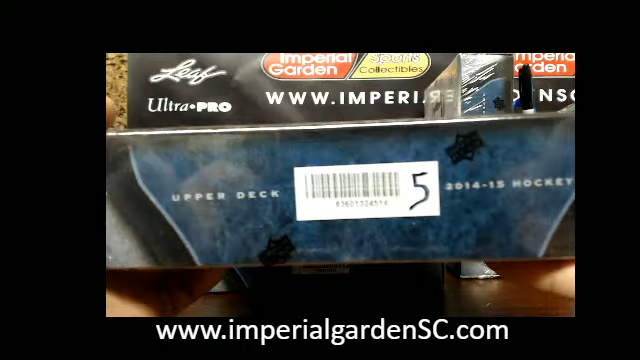 Leaf
Imperial Garden
Sports Collectibles
Imperial Garden
Ultra•PRO
WWW.IMPERI
UPPER DECK
5
2014-15 HOCKEY
www.imperialgardenSC.com